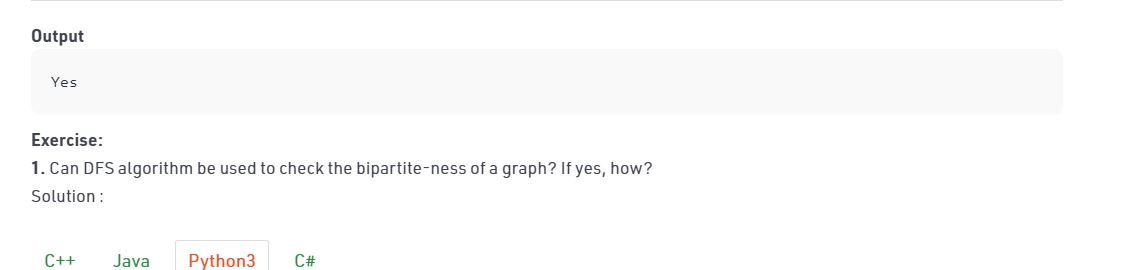 Output
Yes
Exercise:
1. Can DFS algorithm be used to check the bipartite-ness of a graph? If yes, how?
Solution :
C++ Java Python3 C#